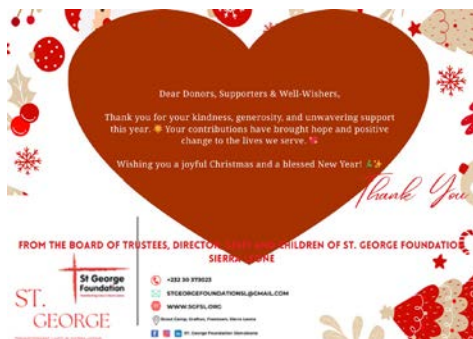 Dear Donors, Supporters & Well-Wishers,
Thank you for your kindness, generosity, and unwavering support
this year. 🌟 Your contributions have brought hope and positive
change to the lives we serve. 💖
Wishing you a joyful Christmas and a blessed New Year! 🎄✨
Thank You
FROM THE BOARD OF TRUSTEES, DIRECTOR, STAFF AND CHILDREN OF ST. GEORGE FOUNDATION
SIERRA LEONE
St George
Foundation
ST.
GEORGE
+232 30 373023
STGEORGEFOUNDATIONSL@GMAIL.COM
WWW.SGFSL.ORG
Grafton, Freetown, Sierra Leone
St. George Foundation